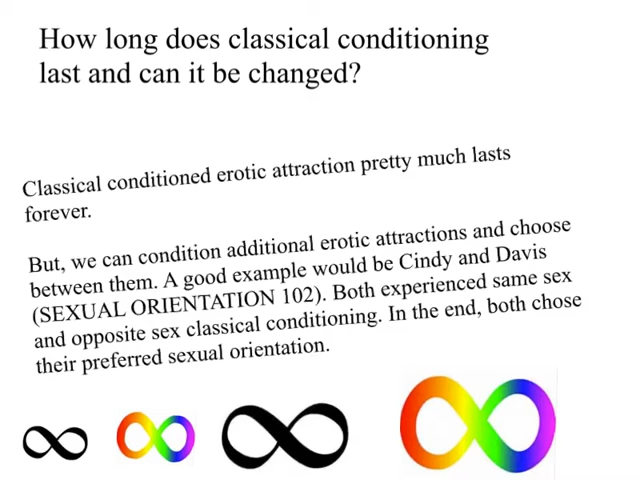 How long does classical conditioning
last and can it be changed?
Classical conditioned erotic attraction pretty much lasts
forever.
But, we can condition additional erotic attractions and choose
between them. A good example would be Cindy and Davis
(SEXUAL ORIENTATION 102). Both experienced same sex
and opposite sex classical conditioning. In the end, both chose
their preferred sexual orientation.